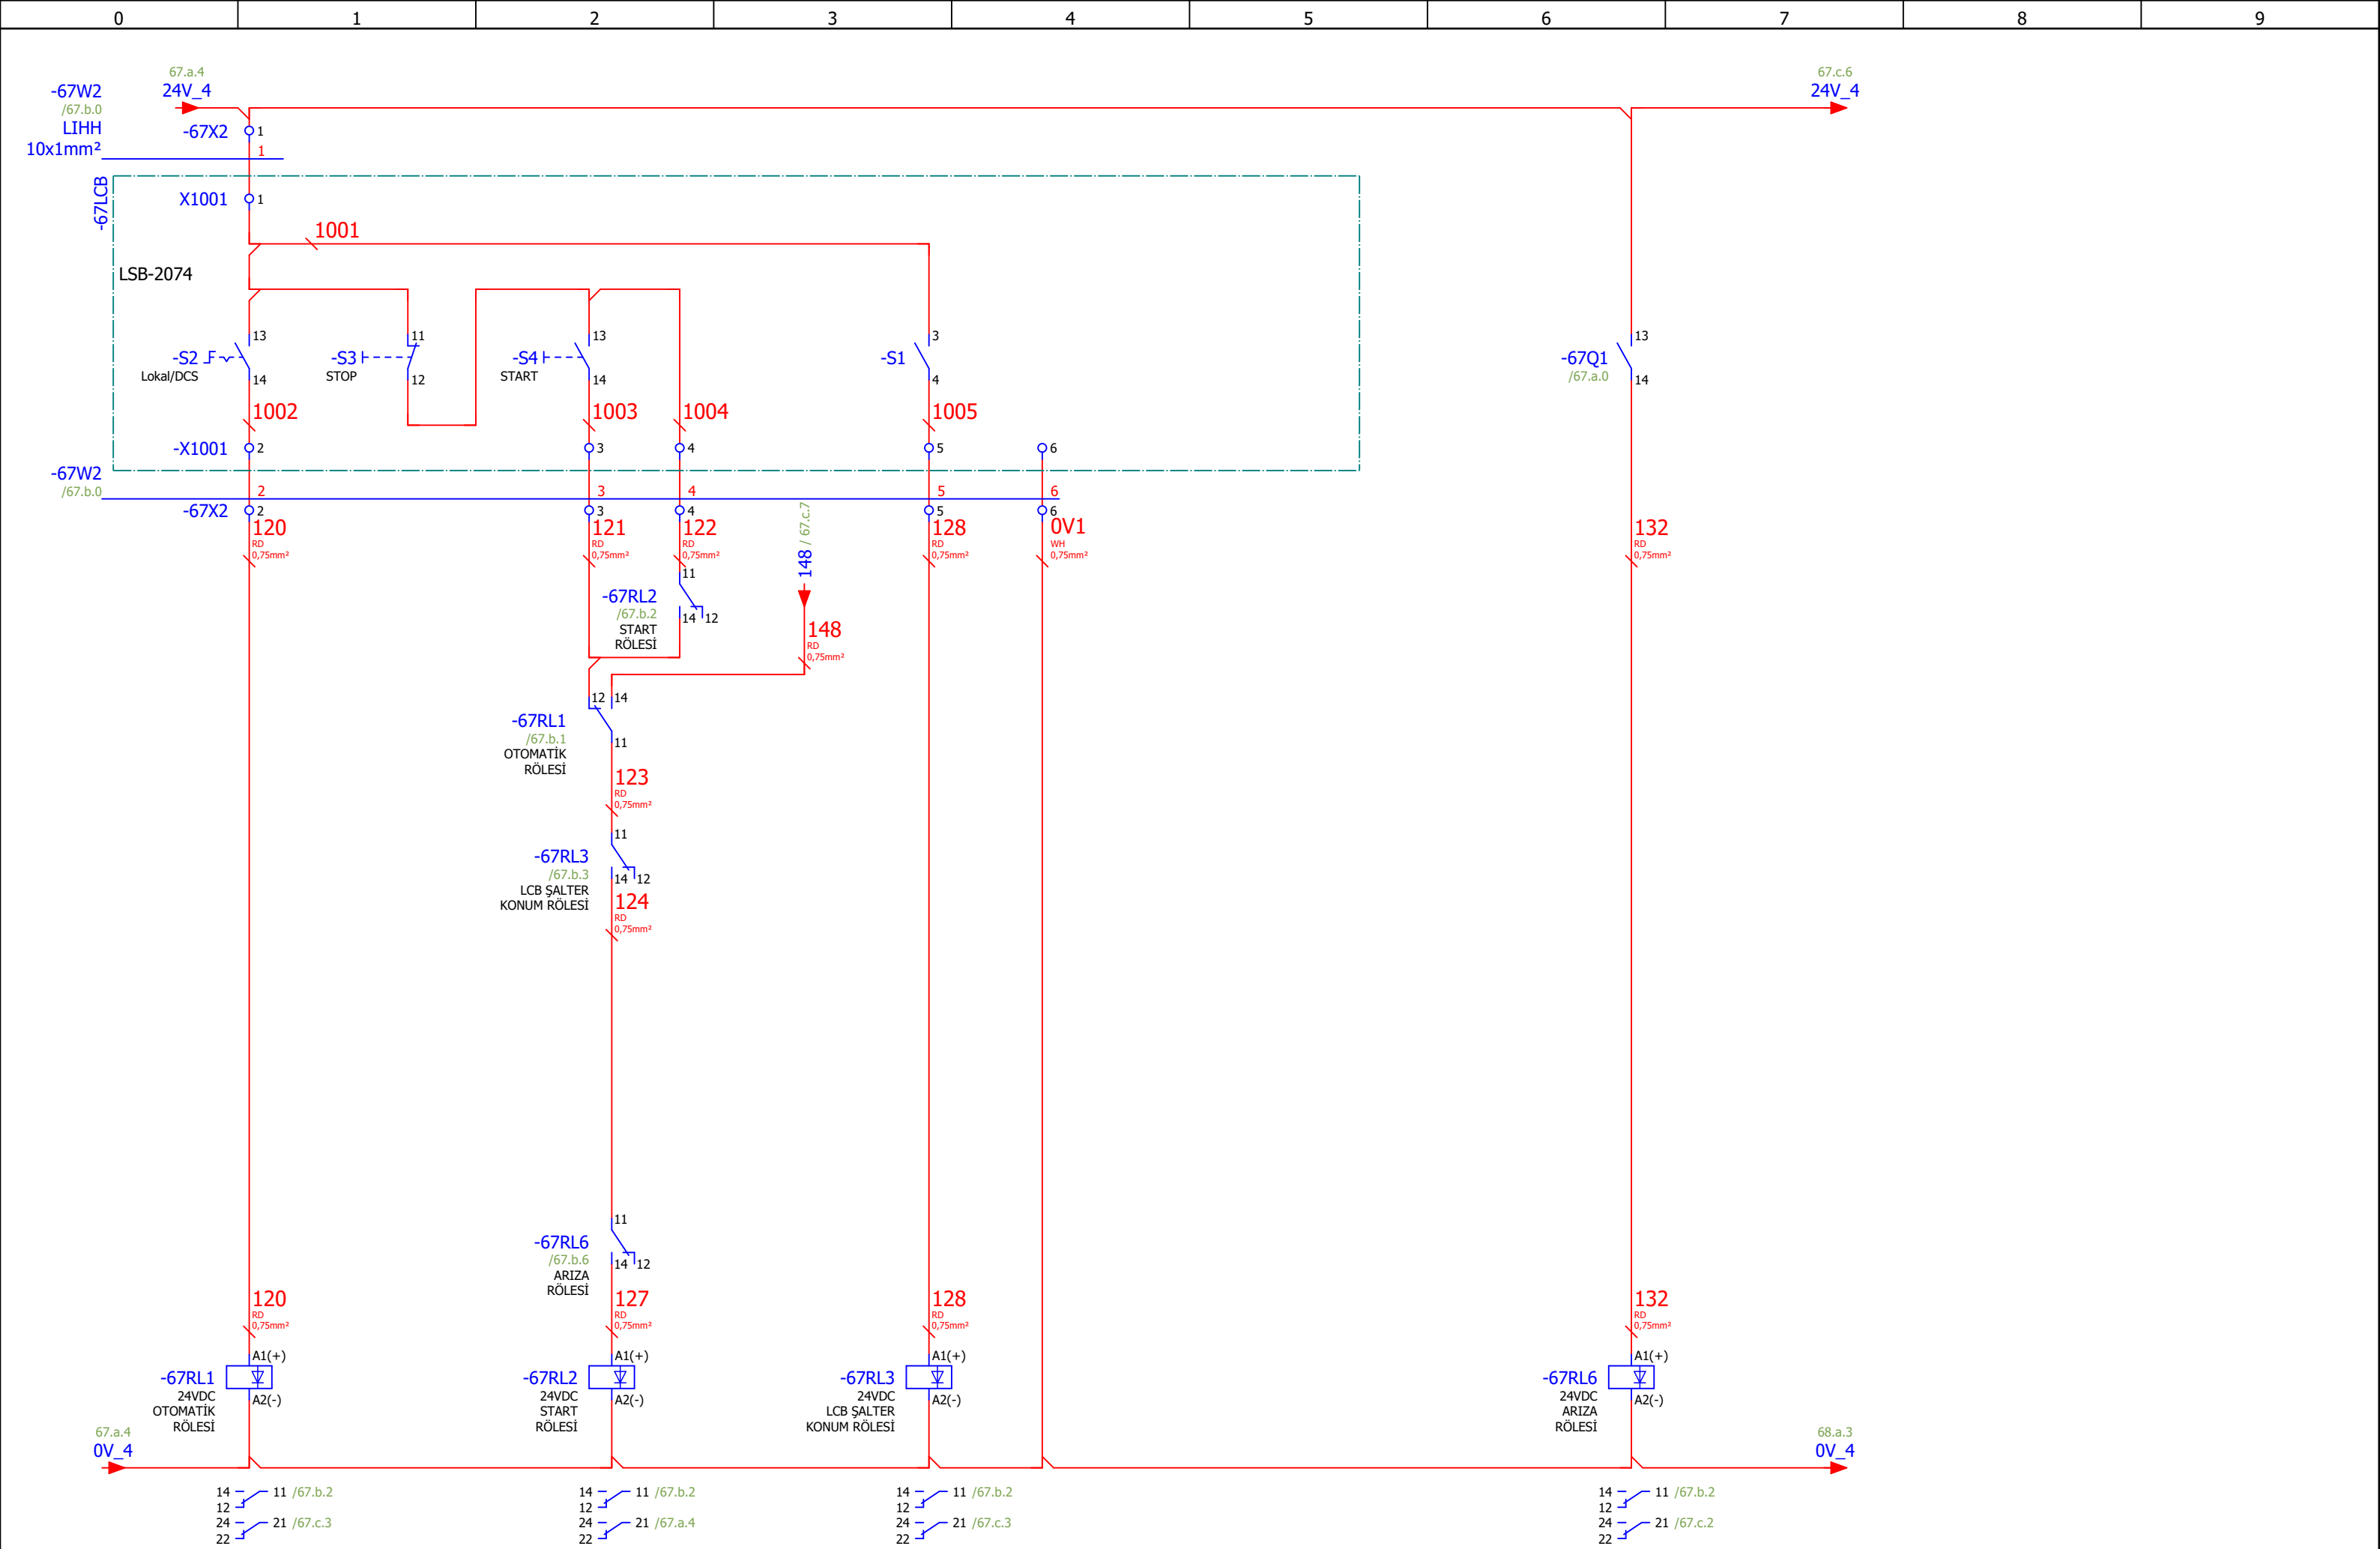 0 1 2 3 4 5 6 7 8 9
67.a.4
24V_4
67.c.6
24V_4
-67W2
/67.b.0
LIHH
10x1mm²
-67X2 1
1
-67LCB
X1001 1
1001
LSB-2074
-S2 13
Lokal/DCS 14
-S3 11
STOP 12
-S4 13
START 14
-S1 3
4
-67Q1 13
/67.a.0 14
1002
1003
1004
1005
-X1001 2 3 4 5 6
-67W2
/67.b.0
2 3 4 5 6
-67X2 2 3 4 5 6
120
RD
0,75mm²
121
RD
0,75mm²
122
RD
0,75mm²
148 / 67.c.7
128
RD
0,75mm²
0V1
WH
0,75mm²
132
RD
0,75mm²
11
-67RL2
/67.b.2
14 12
START
RÖLESİ
148
RD
0,75mm²
12 14
-67RL1
/67.b.1
11
OTOMATİK
RÖLESİ
123
RD
0,75mm²
11
-67RL3
/67.b.3
14 12
LCB ŞALTER
KONUM RÖLESİ
124
RD
0,75mm²
11
-67RL6
/67.b.6
14 12
ARIZA
RÖLESİ
120
RD
0,75mm²
127
RD
0,75mm²
128
RD
0,75mm²
132
RD
0,75mm²
A1(+)
-67RL1
24VDC
A2(-)
OTOMATİK
RÖLESİ
A1(+)
-67RL2
24VDC
A2(-)
START
RÖLESİ
A1(+)
-67RL3
24VDC
A2(-)
LCB ŞALTER
KONUM RÖLESİ
A1(+)
-67RL6
24VDC
A2(-)
ARIZA
RÖLESİ
67.a.4
0V_4
68.a.3
0V_4
14 11 /67.b.2
12
24 21 /67.c.3
22
14 11 /67.b.2
12
24 21 /67.a.4
22
14 11 /67.b.2
12
24 21 /67.c.3
22
14 11 /67.b.2
12
24 21 /67.c.2
22